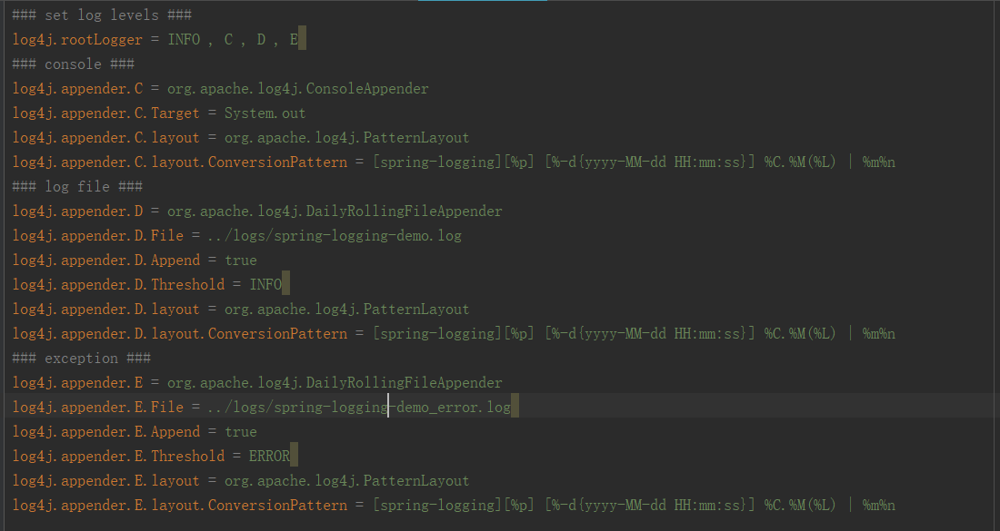 ### set log levels ###
log4j.rootLogger = INFO , C , D , E
### console ###
log4j.appender.C = org.apache.log4j.ConsoleAppender
log4j.appender.C.Target = System.out
log4j.appender.C.layout = org.apache.log4j.PatternLayout
log4j.appender.C.layout.ConversionPattern = [spring-logging][%p] [%-d{yyyy-MM-dd HH:mm:ss}] %C.%M(%L) | %m%n
### log file ###
log4j.appender.D = org.apache.log4j.DailyRollingFileAppender
log4j.appender.D.File = ../logs/spring-logging-demo.log
log4j.appender.D.Append = true
log4j.appender.D.Threshold = INFO
log4j.appender.D.layout = org.apache.log4j.PatternLayout
log4j.appender.D.layout.ConversionPattern = [spring-logging][%p] [%-d{yyyy-MM-dd HH:mm:ss}] %C.%M(%L) | %m%n
### exception ###
log4j.appender.E = org.apache.log4j.DailyRollingFileAppender
log4j.appender.E.File = ../logs/spring-logging-demo_error.log
log4j.appender.E.Append = true
log4j.appender.E.Threshold = ERROR
log4j.appender.E.layout = org.apache.log4j.PatternLayout
log4j.appender.E.layout.ConversionPattern = [spring-logging][%p] [%-d{yyyy-MM-dd HH:mm:ss}] %C.%M(%L) | %m%n